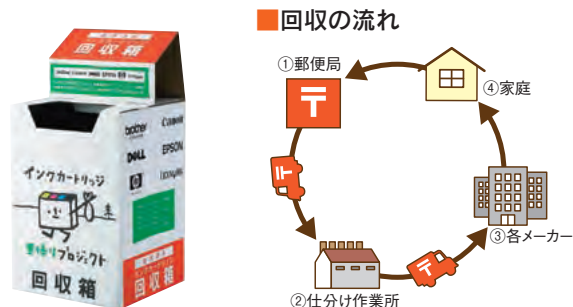 回収箱
brother
Canon
DELL
EPSON
hp
LEXMARK
インクカートリッジ
里帰りプロジェクト
回収箱
回収箱
■回収の流れ
①郵便局
④家庭
③各メーカー
②仕分け作業所